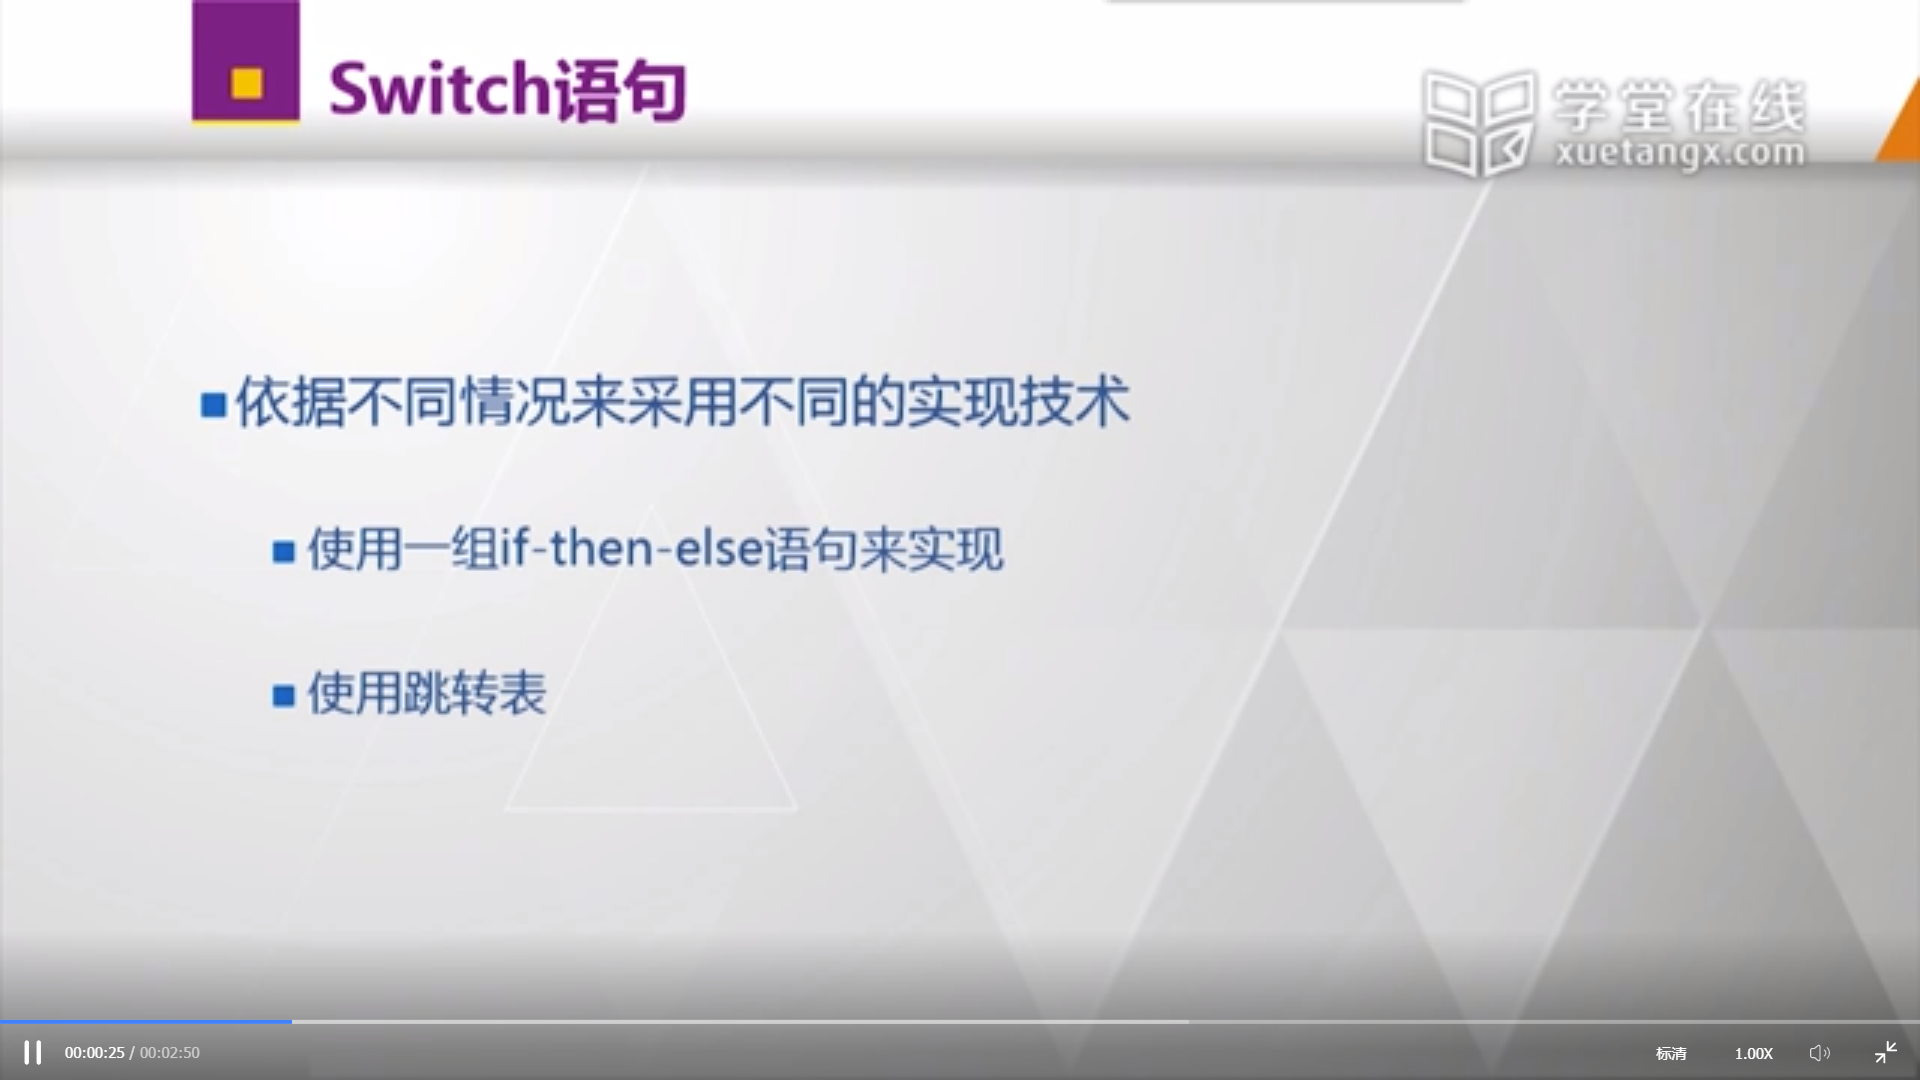 Switch语句
学堂在线
xuetangx.com
依据不同情况来采用不同的实现技术
使用一组if-then-else语句来实现
使用跳转表
00:00:25 / 00:02:50
标清
1.00X